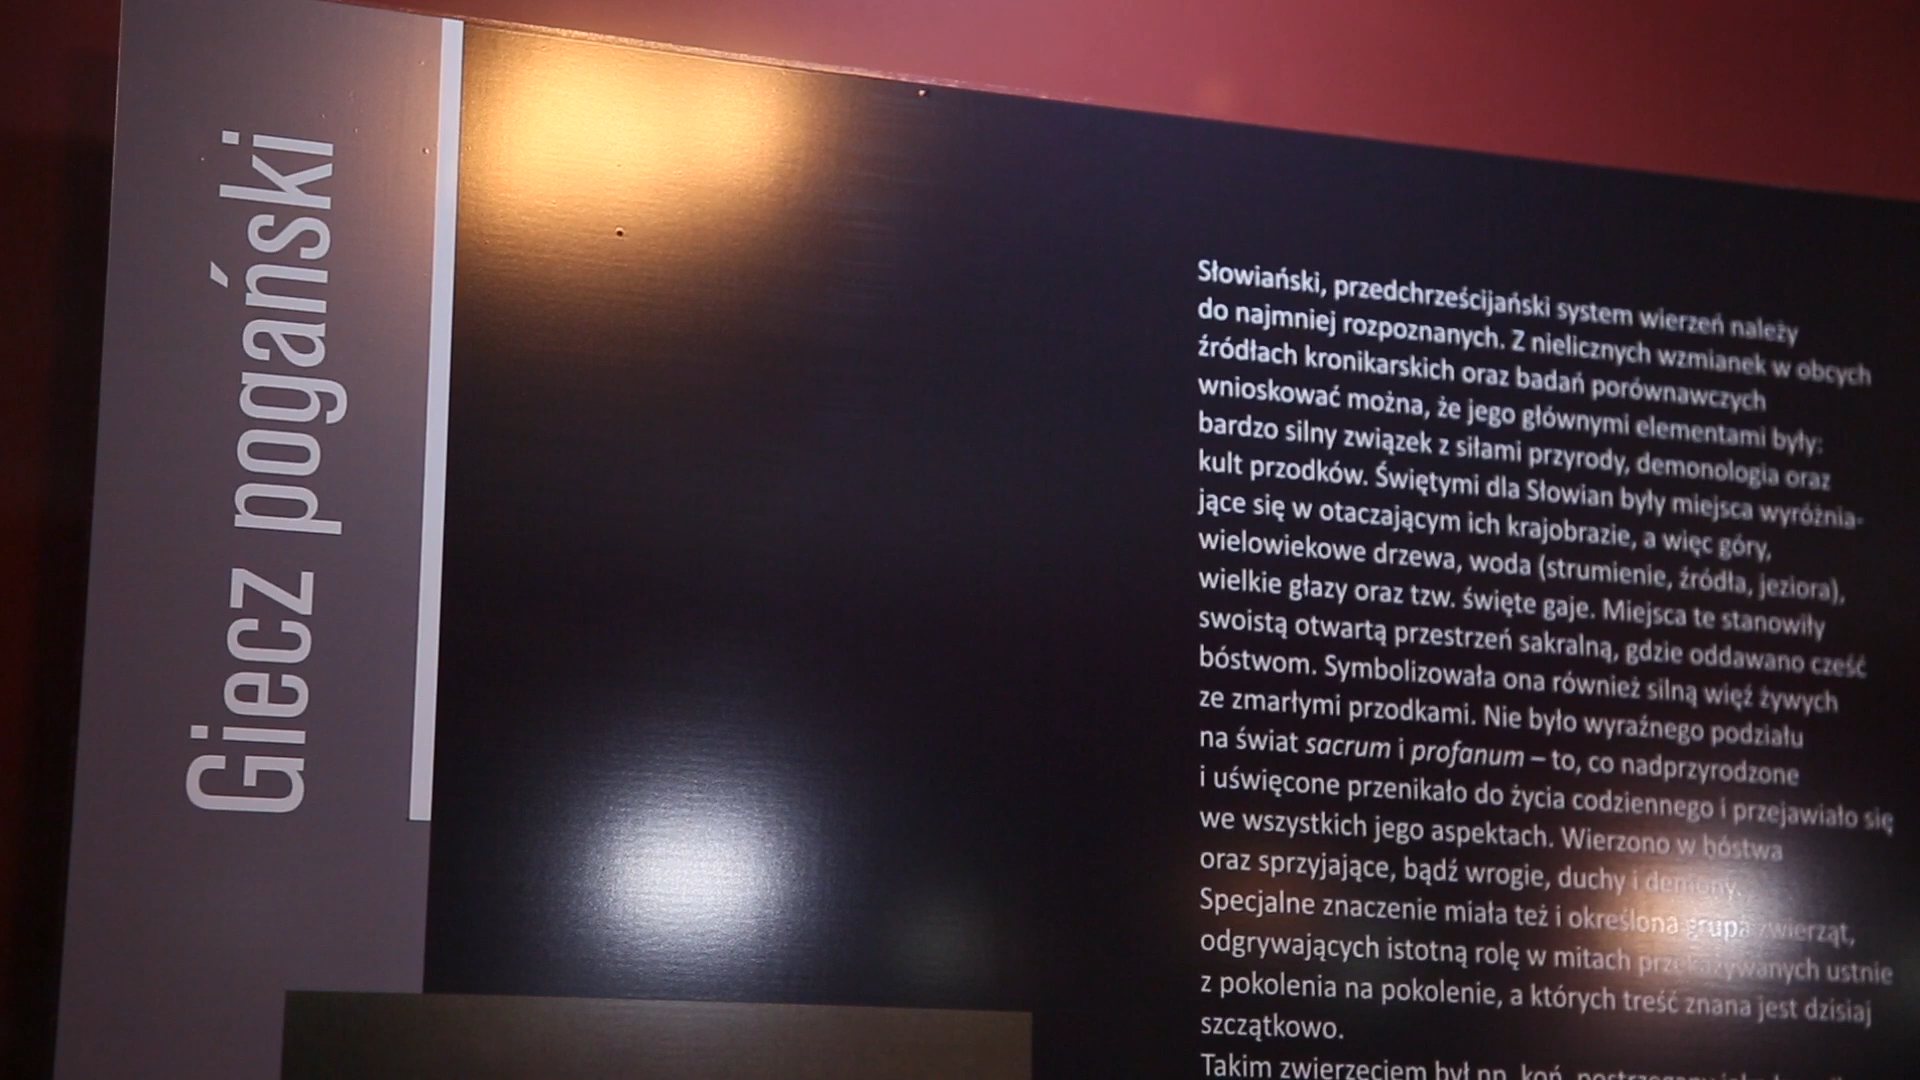 Giecz pogański
Słowiański, przedchrześcijański system wierzeń należy
do najmniej rozpoznanych. Z nielicznych wzmianek w obcych
źródłach kronikarskich oraz badań porównawczych
wnioskować można, że jego głównymi elementami były:
bardzo silny związek z siłami przyrody, demonologia oraz
kult przodków. Świętymi dla Słowian były miejsca wyróżnia-
jące się w otaczającym ich krajobrazie, a więc góry,
wielowiekowe drzewa, woda (strumienie, źródła, jeziora),
wielkie głazy oraz tzw. święte gaje. Miejsca te stanowiły
swoistą otwartą przestrzeń sakralną, gdzie oddawano cześć
bóstwom. Symbolizowała ona również silną więź żywych
ze zmarłymi przodkami. Nie było wyraźnego podziału
na świat sacrum i profanum – to, co nadprzyrodzone
i uświęcone przenikało do życia codziennego i przejawiało się
we wszystkich jego aspektach. Wierzono w bóstwa
oraz sprzyjające, bądź wrogie, duchy i demony.
Specjalne znaczenie miała też i określona grupa zwierząt,
odgrywających istotną rolę w mitach przekazywanych ustnie
z pokolenia na pokolenie, a których treść znana jest dzisiaj
szczątkowo.
Takim zwierzęciem był np. koń,